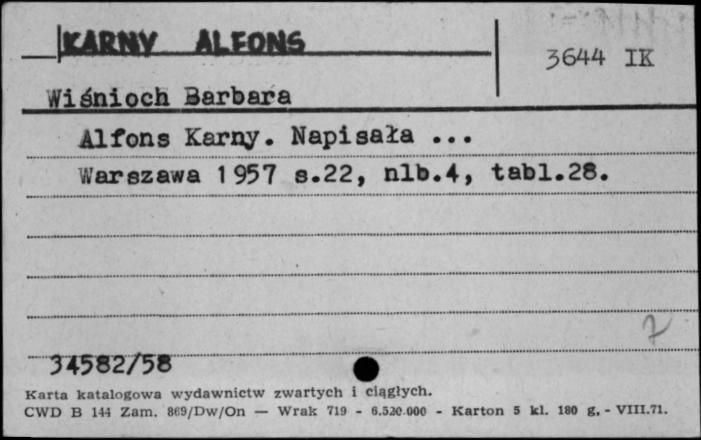 KARNY ALFONS
3644 IK
Wiśnioch Barbara
Alfons Karny. Napisała ...
Warszawa 1957 s.22, nlb.4, tabl.28.
34582/58
Karta katalogowa wydawnictw zwartych i ciągłych.
CWD B 144 Zam. 869/Dw/On — Wrak 719 - 6.520.000 - Karton 5 kl. 180 g. - VIII.71.